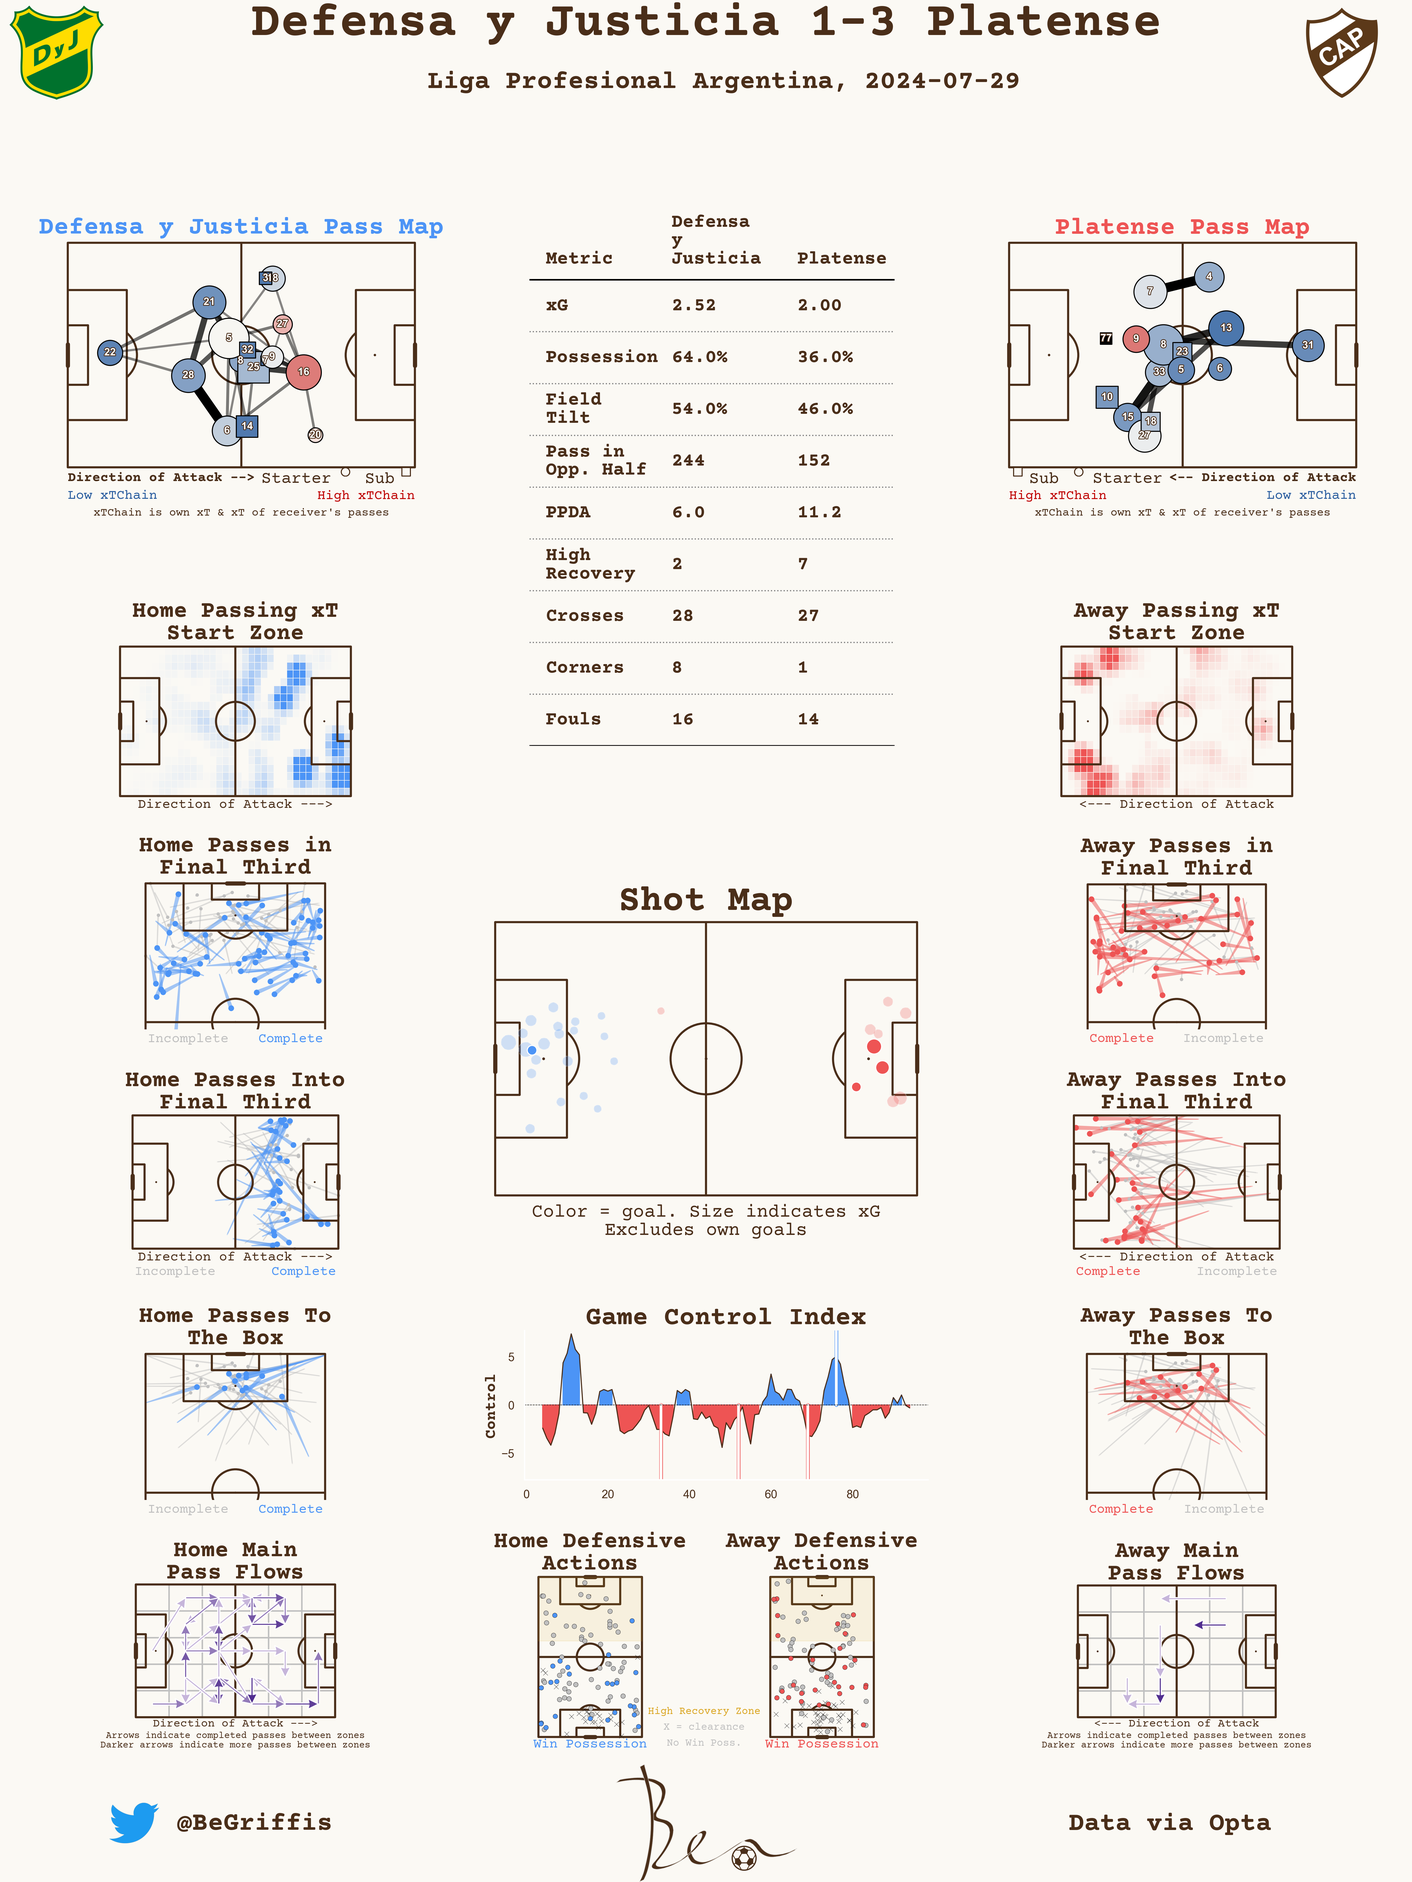 Defensa y Justicia 1-3 Platense
Liga Profesional Argentina, 2024-07-29
DyJ
CAP
Defensa y Justicia Pass Map
22
21
28
5
6
14
32
8
25
7
9
27
16
20
31
18
Direction of Attack -->
Starter
Sub
Low xTChain
High xTChain
xTChain is own xT & xT of receiver's passes
Metric
Defensa
y
Justicia
Platense
xG 2.52 2.00
Possession 64.0% 36.0%
Field
Tilt
54.0% 46.0%
Pass in
Opp. Half
244 152
PPDA 6.0 11.2
High
Recovery
2 7
Crosses 28 27
Corners 8 1
Fouls 16 14
Platense Pass Map
7
4
77
9
8
13
23
33
5
6
31
10
15
18
27
Sub
Starter
<-- Direction of Attack
High xTChain
Low xTChain
xTChain is own xT & xT of receiver's passes
Home Passing xT
Start Zone
Direction of Attack --->
Away Passing xT
Start Zone
<--- Direction of Attack
Home Passes in
Final Third
Incomplete
Complete
Away Passes in
Final Third
Complete
Incomplete
Shot Map
Color = goal. Size indicates xG
Excludes own goals
Home Passes Into
Final Third
Direction of Attack --->
Incomplete
Complete
Away Passes Into
Final Third
<--- Direction of Attack
Complete
Incomplete
Home Passes To
The Box
Incomplete
Complete
Game Control Index
Control
5
0
−5
0 20 40 60 80
Away Passes To
The Box
Complete
Incomplete
Home Main
Pass Flows
Direction of Attack --->
Arrows indicate completed passes between zones
Darker arrows indicate more passes between zones
Home Defensive
Actions
Win Possession
High Recovery Zone
X = clearance
No Win Poss.
Away Defensive
Actions
Win Possession
Away Main
Pass Flows
<--- Direction of Attack
Arrows indicate completed passes between zones
Darker arrows indicate more passes between zones
@BeGriffis
Ben
Data via Opta